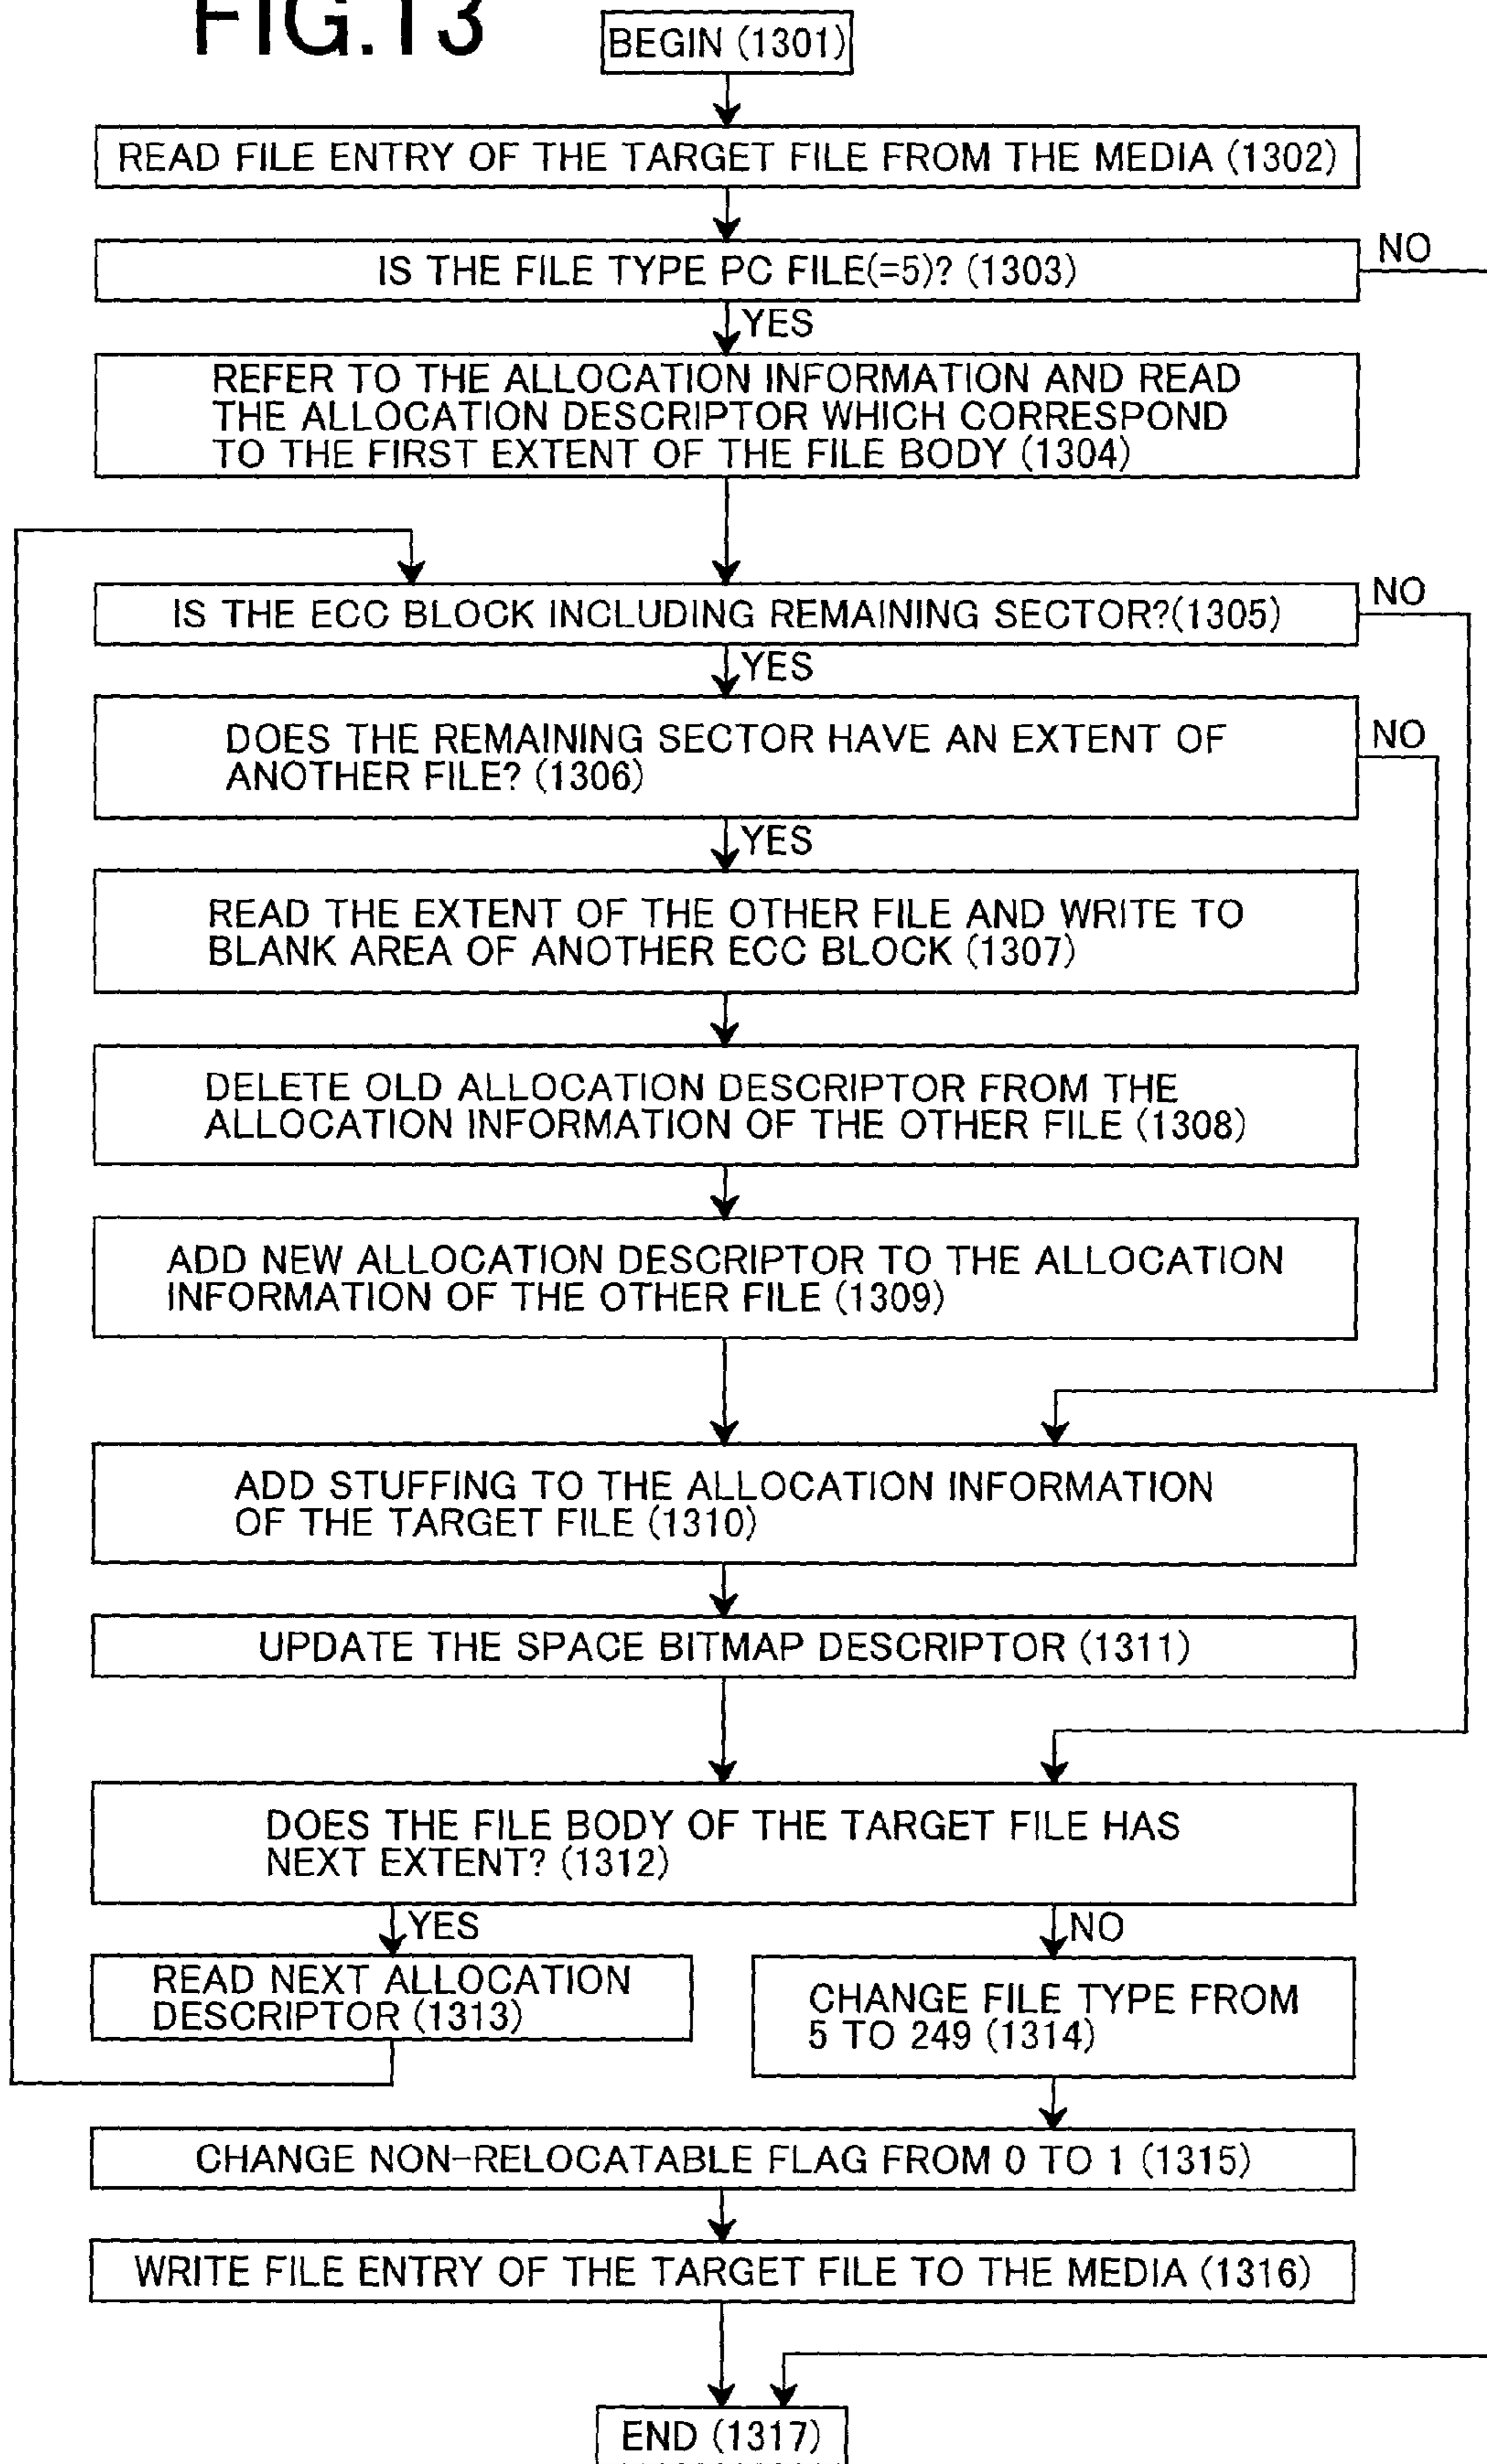 FIG.13
BEGIN (1301)
READ FILE ENTRY OF THE TARGET FILE FROM THE MEDIA (1302)
IS THE FILE TYPE PC FILE(=5)? (1303)
NO
YES
REFER TO THE ALLOCATION INFORMATION AND READ
THE ALLOCATION DESCRIPTOR WHICH CORRESPOND
TO THE FIRST EXTENT OF THE FILE BODY (1304)
IS THE ECC BLOCK INCLUDING REMAINING SECTOR?(1305)
NO
YES
DOES THE REMAINING SECTOR HAVE AN EXTENT OF
ANOTHER FILE? (1306)
NO
YES
READ THE EXTENT OF THE OTHER FILE AND WRITE TO
BLANK AREA OF ANOTHER ECC BLOCK (1307)
DELETE OLD ALLOCATION DESCRIPTOR FROM THE
ALLOCATION INFORMATION OF THE OTHER FILE (1308)
ADD NEW ALLOCATION DESCRIPTOR TO THE ALLOCATION
INFORMATION OF THE OTHER FILE (1309)
ADD STUFFING TO THE ALLOCATION INFORMATION
OF THE TARGET FILE (1310)
UPDATE THE SPACE BITMAP DESCRIPTOR (1311)
DOES THE FILE BODY OF THE TARGET FILE HAS
NEXT EXTENT? (1312)
YES
NO
READ NEXT ALLOCATION
DESCRIPTOR (1313)
CHANGE FILE TYPE FROM
5 TO 249 (1314)
CHANGE NON-RELOCATABLE FLAG FROM 0 TO 1 (1315)
WRITE FILE ENTRY OF THE TARGET FILE TO THE MEDIA (1316)
END (1317)